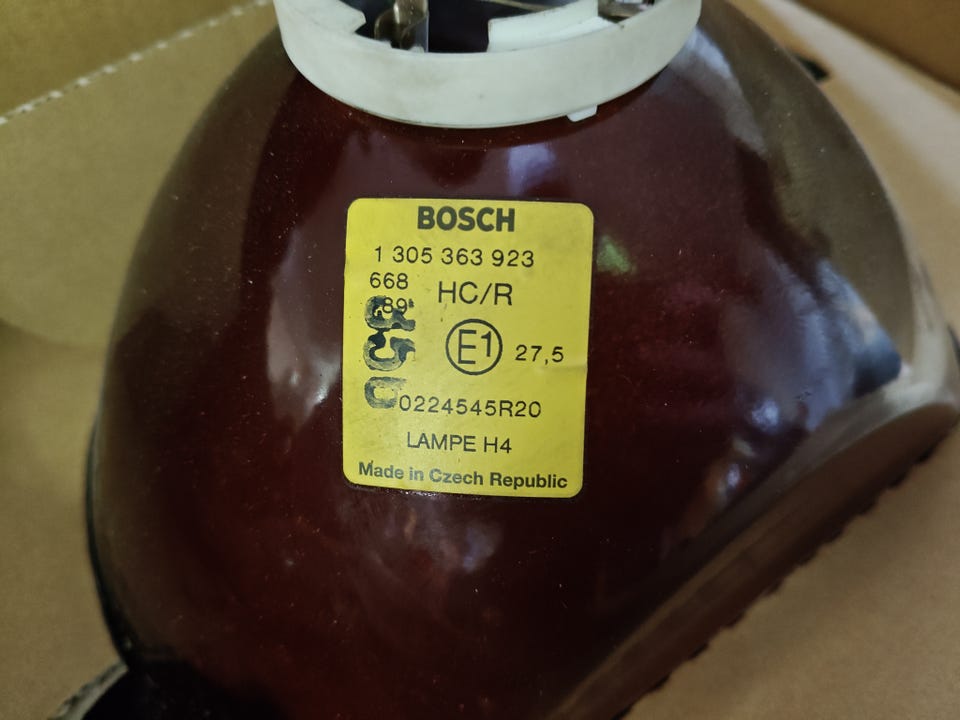 BOSCH
1 305 363 923
668
HC/R
89
E1 27,5
0224545R20
LAMPE H4
Made in Czech Republic